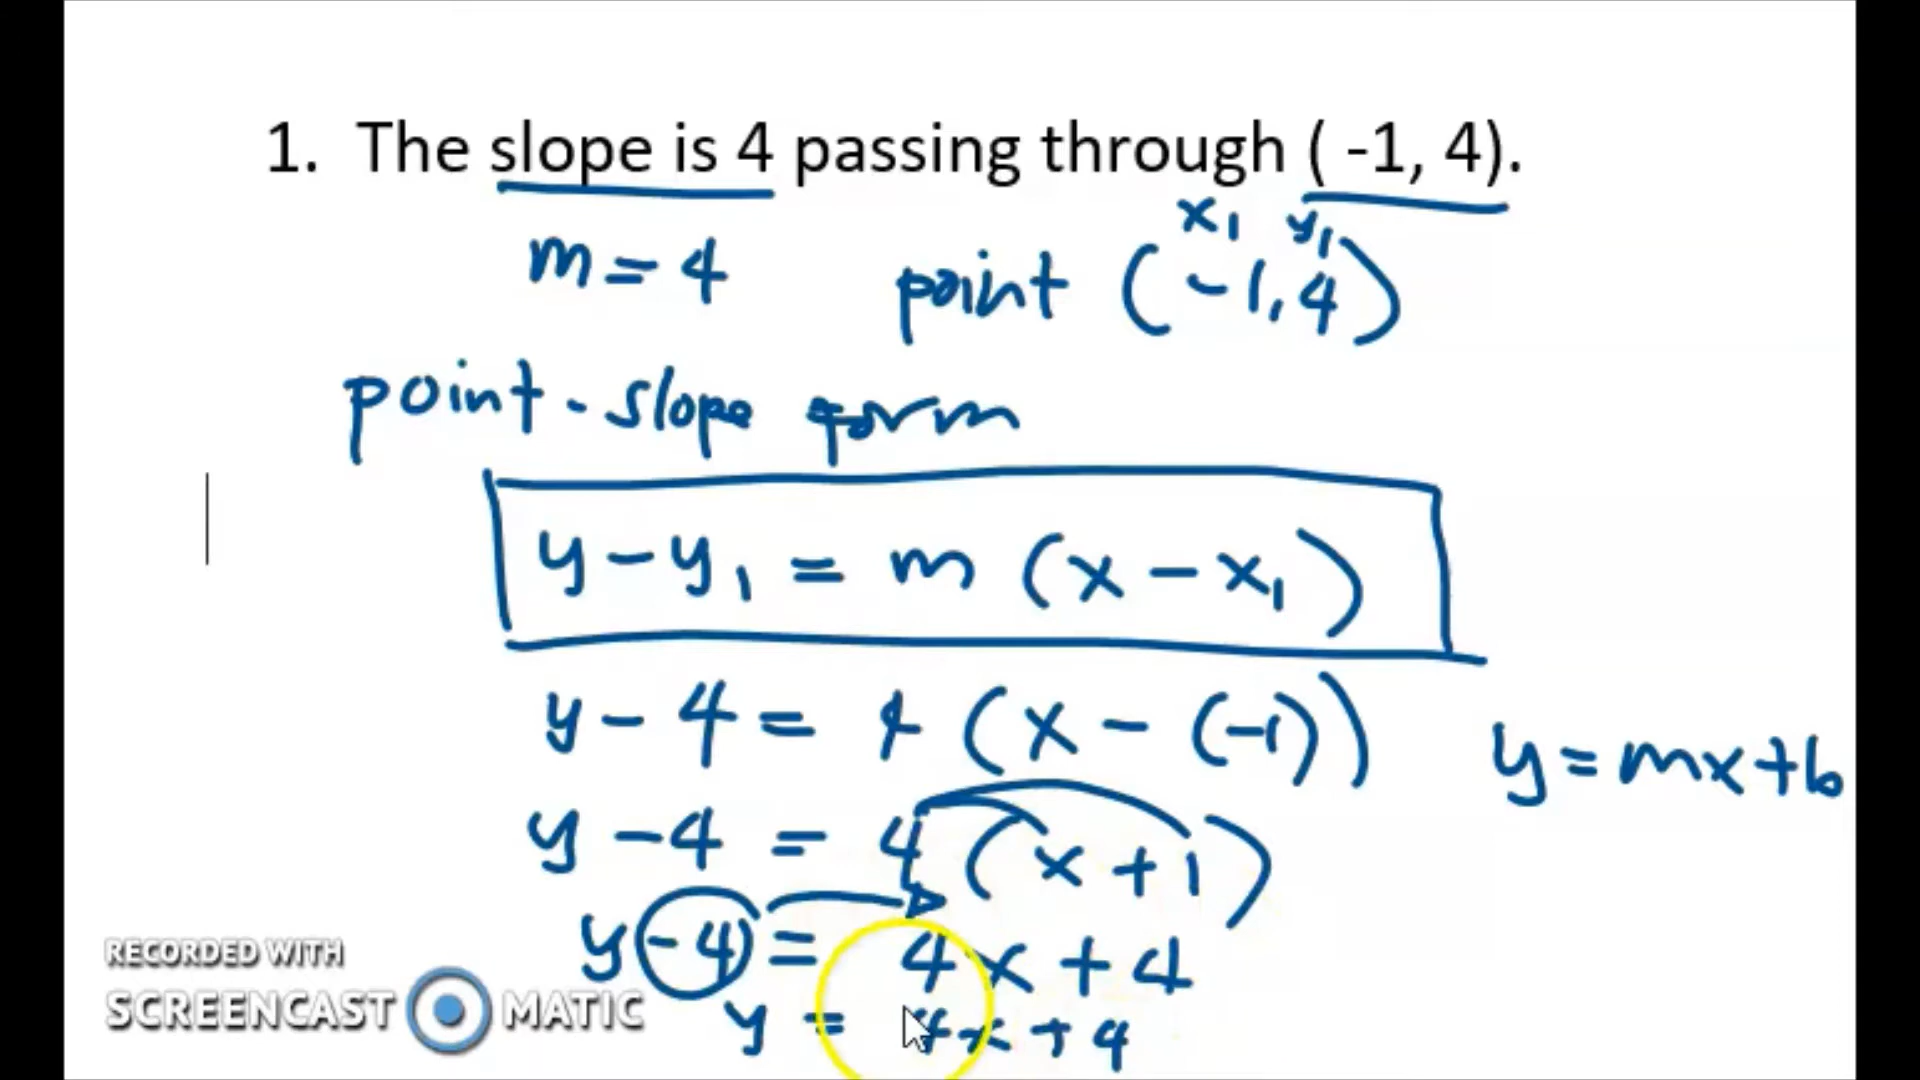 1. The slope is 4 passing through ( -1, 4).
x₁ y₁
m = 4 point (-1, 4)
point - slope form
y - y₁ = m (x - x₁)
y - 4 = 4 (x - (-1))
y = mx + b
y - 4 = 4 (x + 1)
y - 4 = 4x + 4
y = 4x + 4
RECORDED WITH
SCREENCAST MATIC